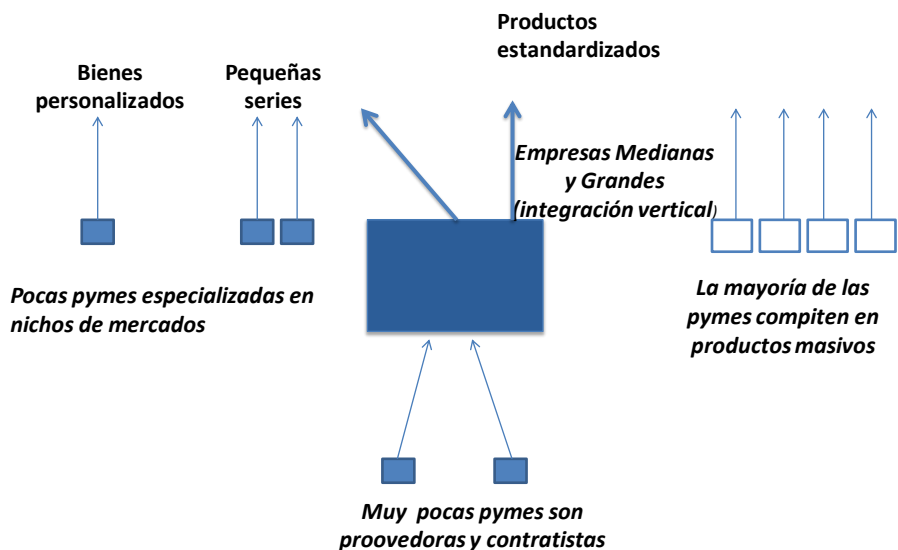 Productos
estandardizados
Bienes
personalizados
Pequeñas
series
Empresas Medianas
y Grandes
(integración vertical)
Pocas pymes especializadas en
nichos de mercados
La mayoría de las
pymes compiten en
productos masivos
Muy pocas pymes son
proovedoras y contratistas